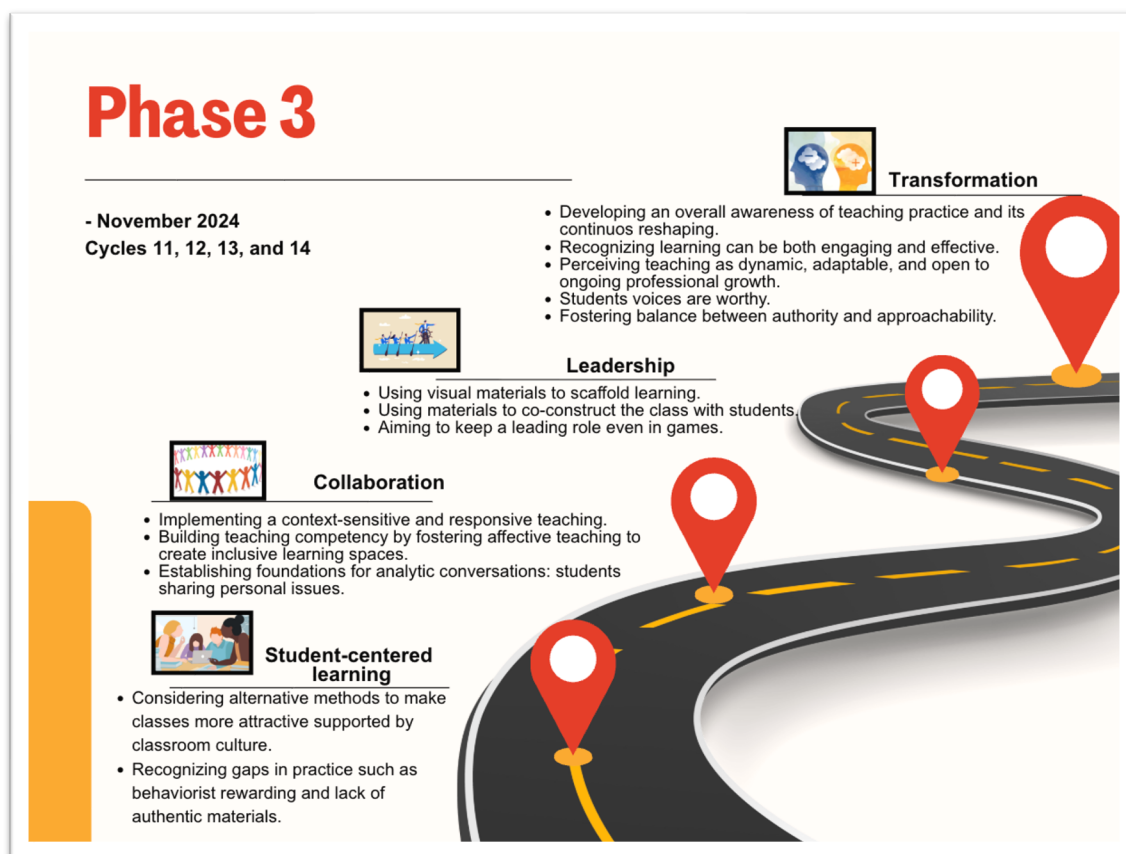 Phase 3
- November 2024
Cycles 11, 12, 13, and 14
Transformation
• Developing an overall awareness of teaching practice and its
continuos reshaping.
• Recognizing learning can be both engaging and effective.
• Perceiving teaching as dynamic, adaptable, and open to
ongoing professional growth.
• Students voices are worthy.
• Fostering balance between authority and approachability.
Leadership
• Using visual materials to scaffold learning.
• Using materials to co-construct the class with students.
• Aiming to keep a leading role even in games.
Collaboration
• Implementing a context-sensitive and responsive teaching.
• Building teaching competency by fostering affective teaching to
create inclusive learning spaces.
• Establishing foundations for analytic conversations: students
sharing personal issues.
Student-centered
learning
• Considering alternative methods to make
classes more attractive supported by
classroom culture.
• Recognizing gaps in practice such as
behaviorist rewarding and lack of
authentic materials.